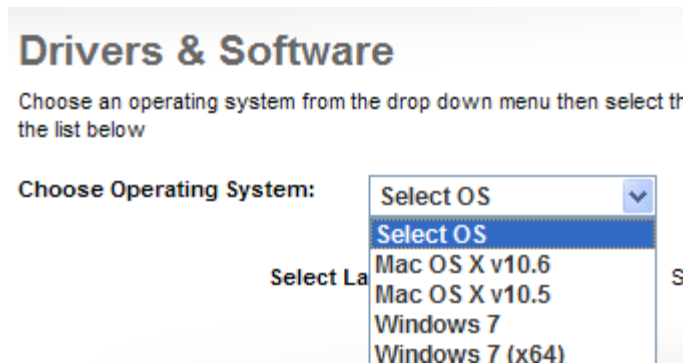 Drivers & Software
Choose an operating system from the drop down menu then select
the list below
Choose Operating System:
Select OS
Select OS
Mac OS X v10.6
Select
Mac OS X v10.5
Windows 7
Windows 7 (x64)